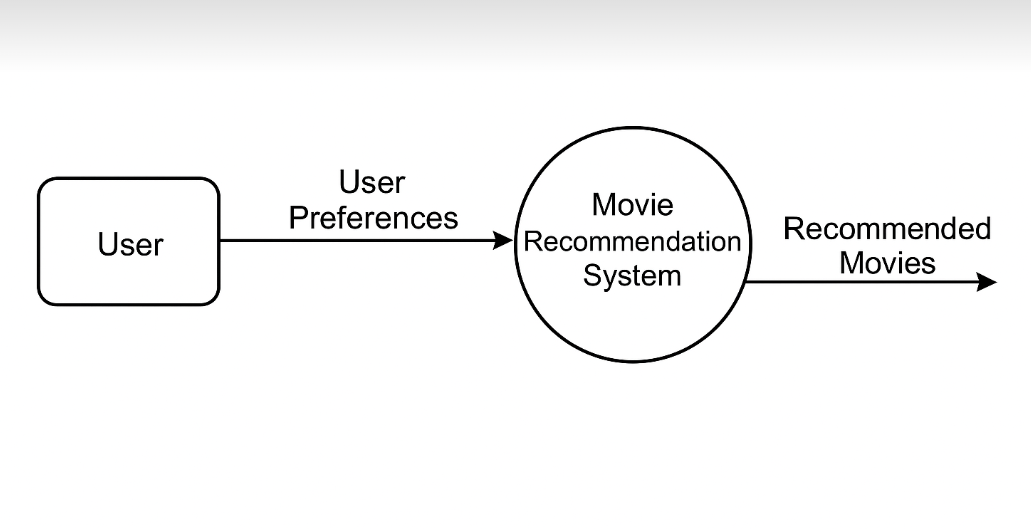 User
User
Preferences
Movie
Recommendation
System
Recommended
Movies